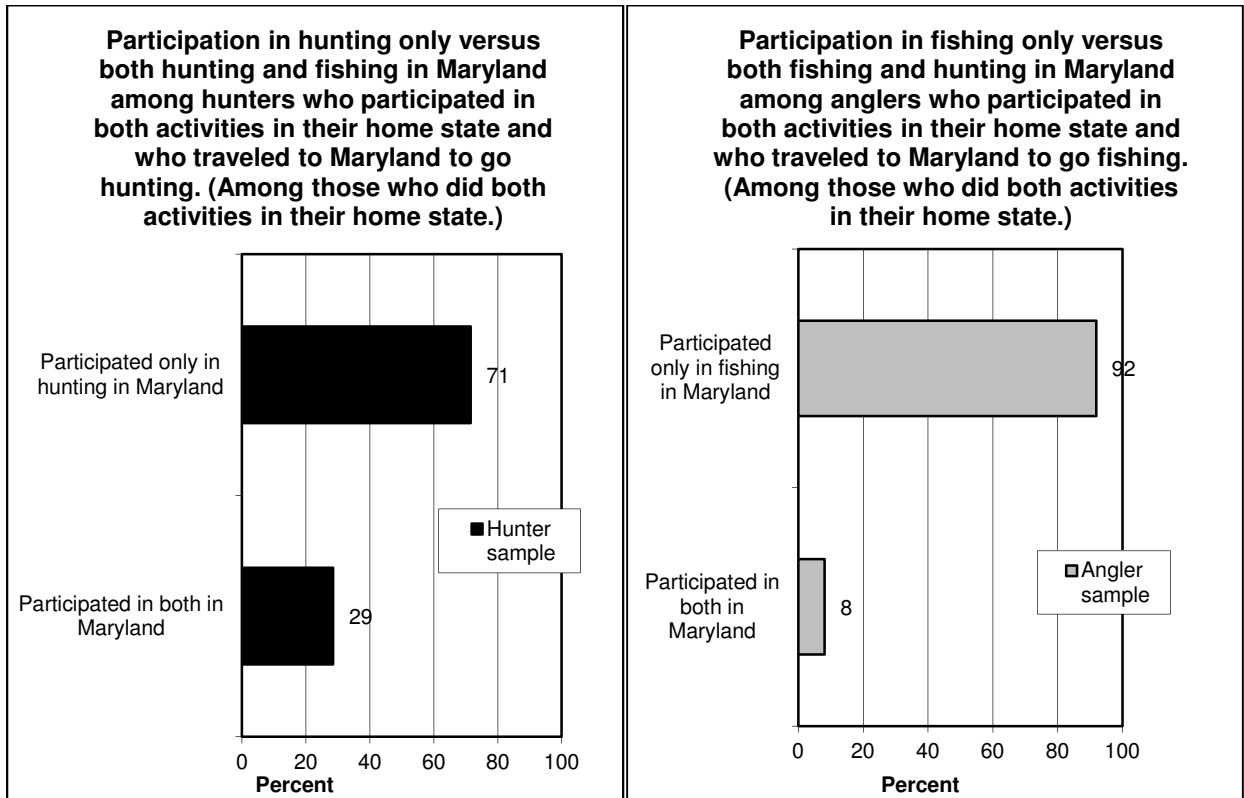 Participation in hunting only versus
both hunting and fishing in Maryland
among hunters who participated in
both activities in their home state and
who traveled to Maryland to go
hunting. (Among those who did both
activities in their home state.)
Participated only in
hunting in Maryland
71
Hunter
sample
Participated in both in
Maryland
29
0 20 40 60 80 100
Percent
Participation in fishing only versus
both fishing and hunting in Maryland
among anglers who participated in
both activities in their home state and
who traveled to Maryland to go fishing.
(Among those who did both activities
in their home state.)
Participated
only in fishing
in Maryland
92
Angler
sample
Participated in
both in
Maryland
8
0 20 40 60 80 100
Percent